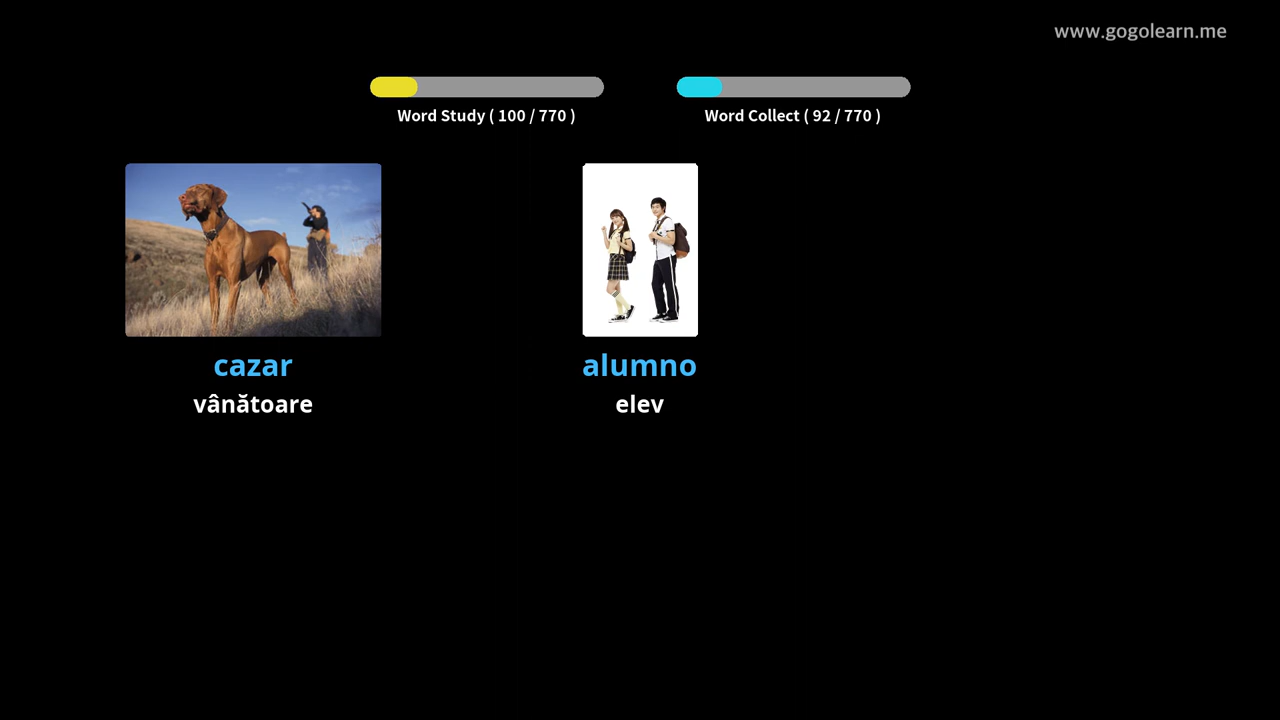 www.gogolearn.me
Word Study ( 100 / 770 )
Word Collect ( 92 / 770 )
cazar
vânătoare
alumno
elev